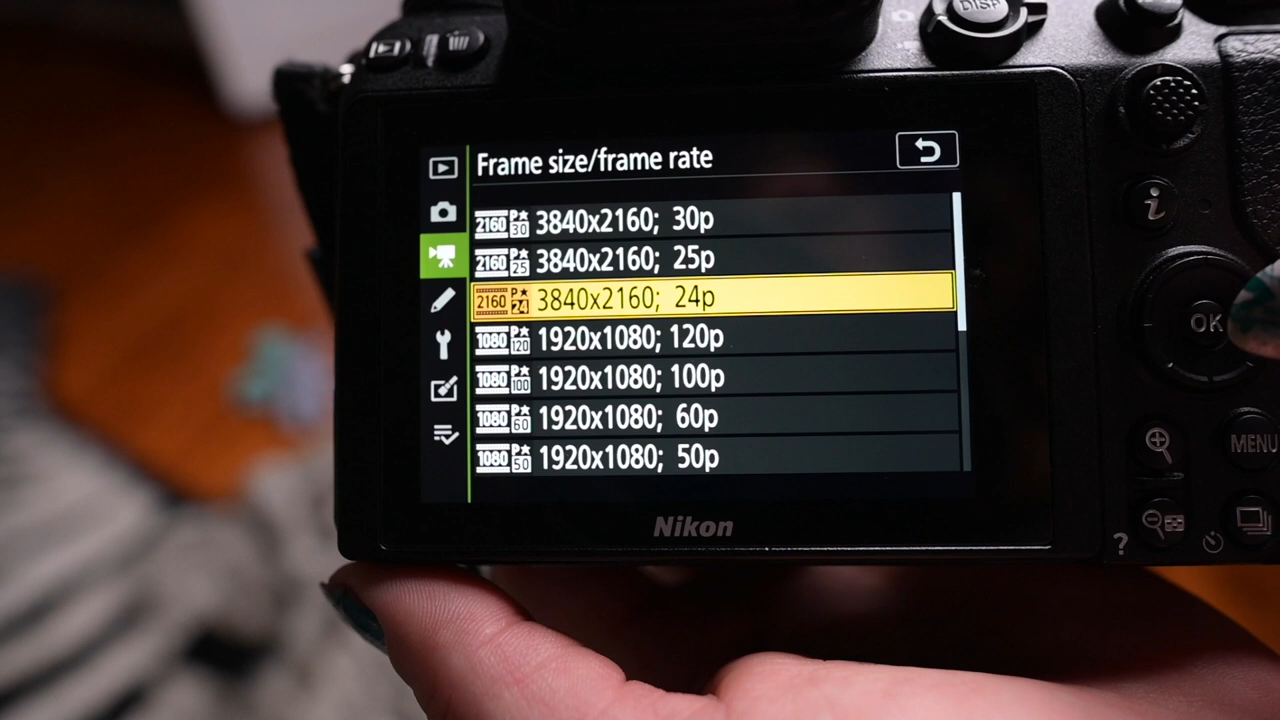 DISP
Frame size/frame rate
2160 P★ 30 3840x2160; 30p
2160 P★ 25 3840x2160; 25p
2160 P★ 24 3840x2160; 24p
1080 P★ 120 1920x1080; 120p
1080 P★ 100 1920x1080; 100p
1080 P★ 60 1920x1080; 60p
1080 P★ 50 1920x1080; 50p
Nikon
i
OK
MENU
?